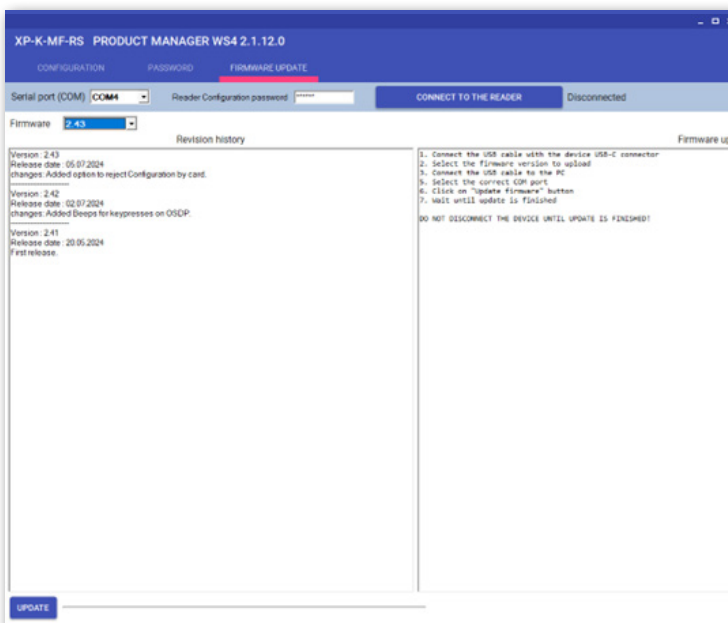 XP-K-MF-RS PRODUCT MANAGER WS4 2.1.12.0
CONFIGURATION PASSWORD FIRMWARE UPDATE
Serial port (COM) COM4 Reader Configuration password ****** CONNECT TO THE READER Disconnected
Firmware 2.43
Revision history
Version : 2.43
Release date : 05.07.2024
changes: Added option to reject Configuration by card.
Version : 2.42
Release date : 02.07.2024
changes: Added Beeps for keypresses on OSDP.
Version : 2.41
Release date : 20.05.2024
First release.
Firmware up
1. Connect the USB cable with the device USB-C connector
2. Select the firmware version to upload
3. Connect the USB cable to the PC
5. Select the correct COM port
6. Click on "Update firmware" button
7. Wait until update is finished
DO NOT DISCONNECT THE DEVICE UNTIL UPDATE IS FINISHED!
UPDATE